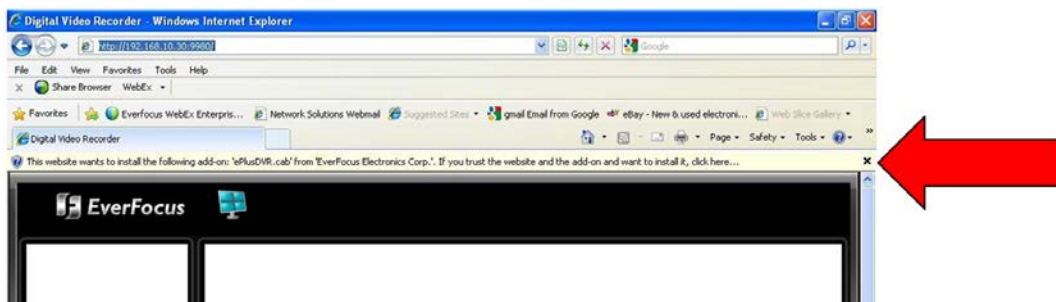 Digital Video Recorder - Windows Internet Explorer
http://192.168.10.30:9980/
Google
File Edit View Favorites Tools Help
x Share Browser WebEx
Favorites Everfocus WebEx Enterpris... Network Solutions Webmail Suggested Sites gmail Email from Google eBay - New & used electroni... Web Slice Gallery
Digital Video Recorder Page Safety Tools
This website wants to install the following add-on: 'ePlusDVR.cab' from 'EverFocus Electronics Corp.'. If you trust the website and the add-on and want to install it, click here...
EverFocus